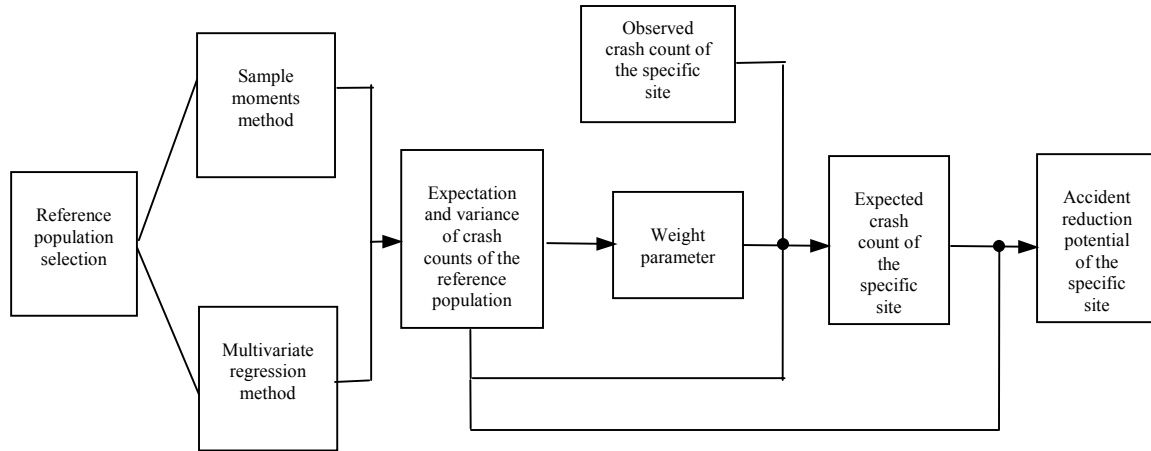 Reference
population
selection
Sample
moments
method
Multivariate
regression
method
Expectation
and variance
of crash
counts of the
reference
population
Weight
parameter
Observed
crash count of
the specific
site
Expected
crash
count of
the
specific
site
Accident
reduction
potential
of the
specific
site